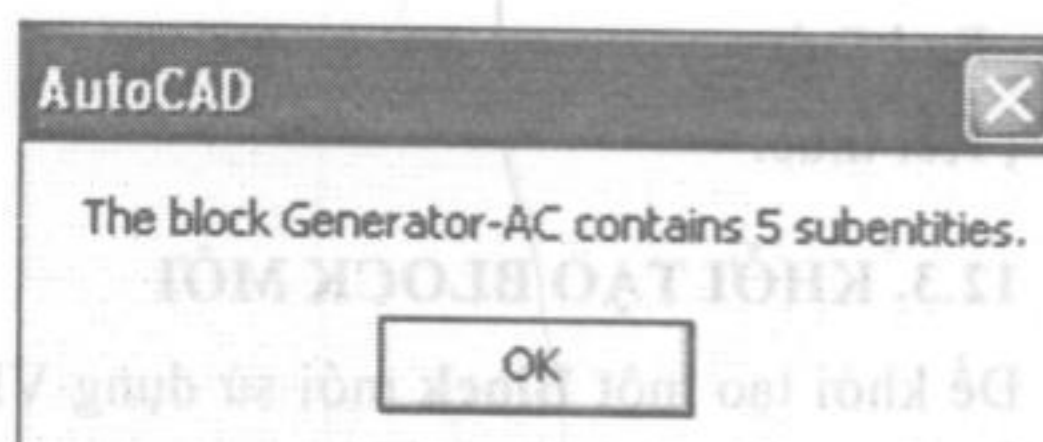 AutoCAD
The block Generator-AC contains 5 subentities.
12.3. KHỞI TẠO BLOCK MỚI
OK
Để khởi tạo một Block mới sử dụng